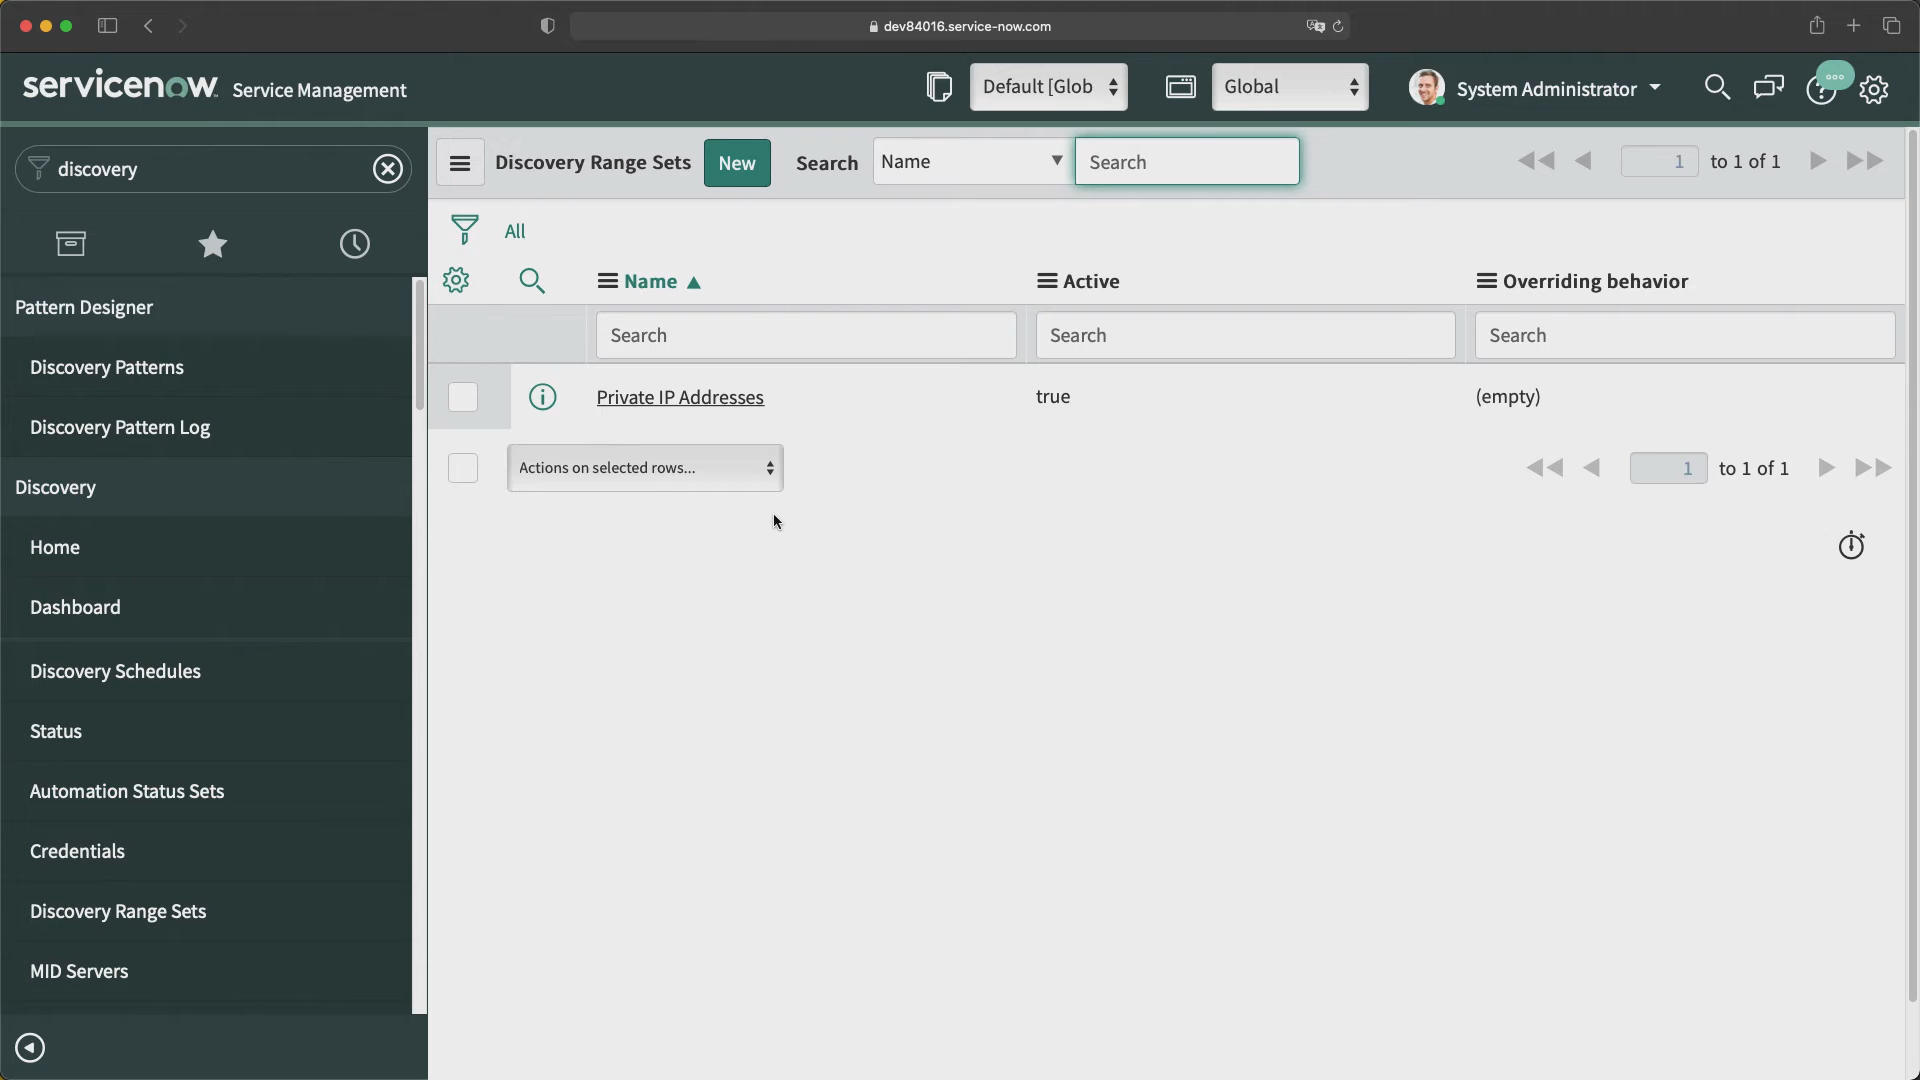 dev84016.service-now.com
servicenow Service Management
Default [Glob
Global
System Administrator
discovery
Discovery Range Sets
New
Search
Name
Search
1 to 1 of 1
All
Name
Active
Overriding behavior
Search
Search
Search
Private IP Addresses
true
(empty)
Actions on selected rows...
1 to 1 of 1
Pattern Designer
Discovery Patterns
Discovery Pattern Log
Discovery
Home
Dashboard
Discovery Schedules
Status
Automation Status Sets
Credentials
Discovery Range Sets
MID Servers